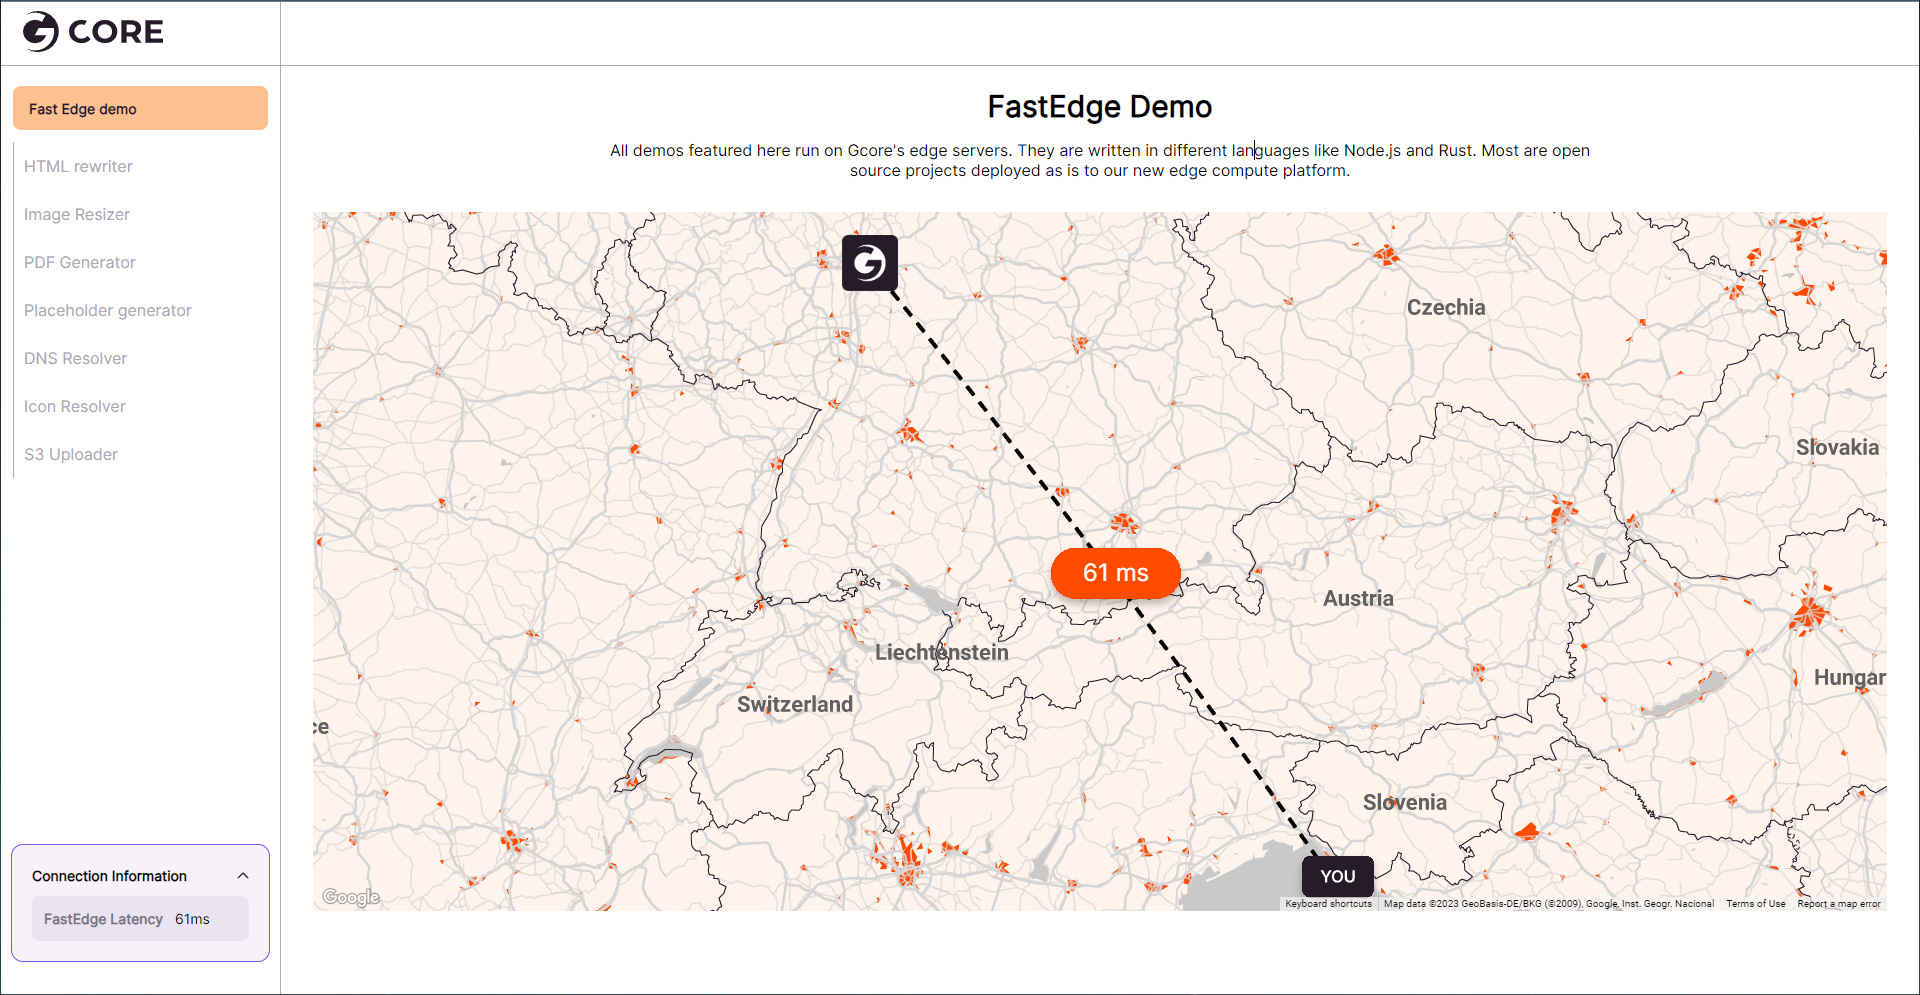 CORE
Fast Edge demo
HTML rewriter
Image Resizer
PDF Generator
Placeholder generator
DNS Resolver
Icon Resolver
S3 Uploader
Connection Information
FastEdge Latency 61ms
FastEdge Demo
All demos featured here run on Gcore's edge servers. They are written in different languages like Node.js and Rust. Most are open
source projects deployed as is to our new edge compute platform.
Czechia
Slovakia
61 ms
Austria
Liechtenstein
Hungar
Switzerland
ce
Slovenia
YOU
Google
Keyboard shortcuts
Map data ©2023 GeoBasis-DE/BKG (©2009), Google, Inst. Geogr. Nacional
Terms of Use
Report a map error